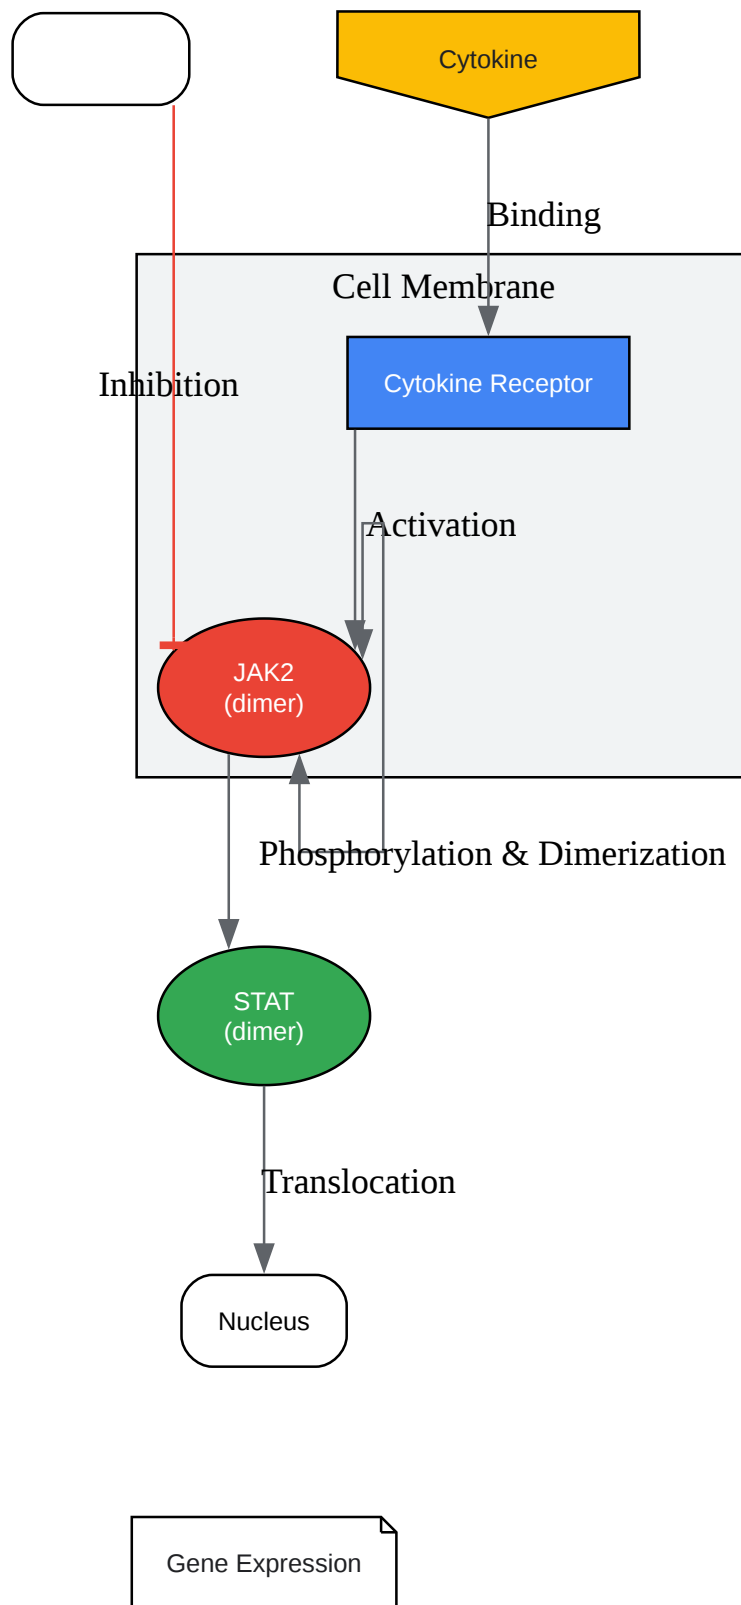 Cytokine
Binding
Cell Membrane
Cytokine Receptor
Inhibition
Activation
JAK2
(dimer)
Phosphorylation & Dimerization
STAT
(dimer)
Translocation
Nucleus
Gene Expression